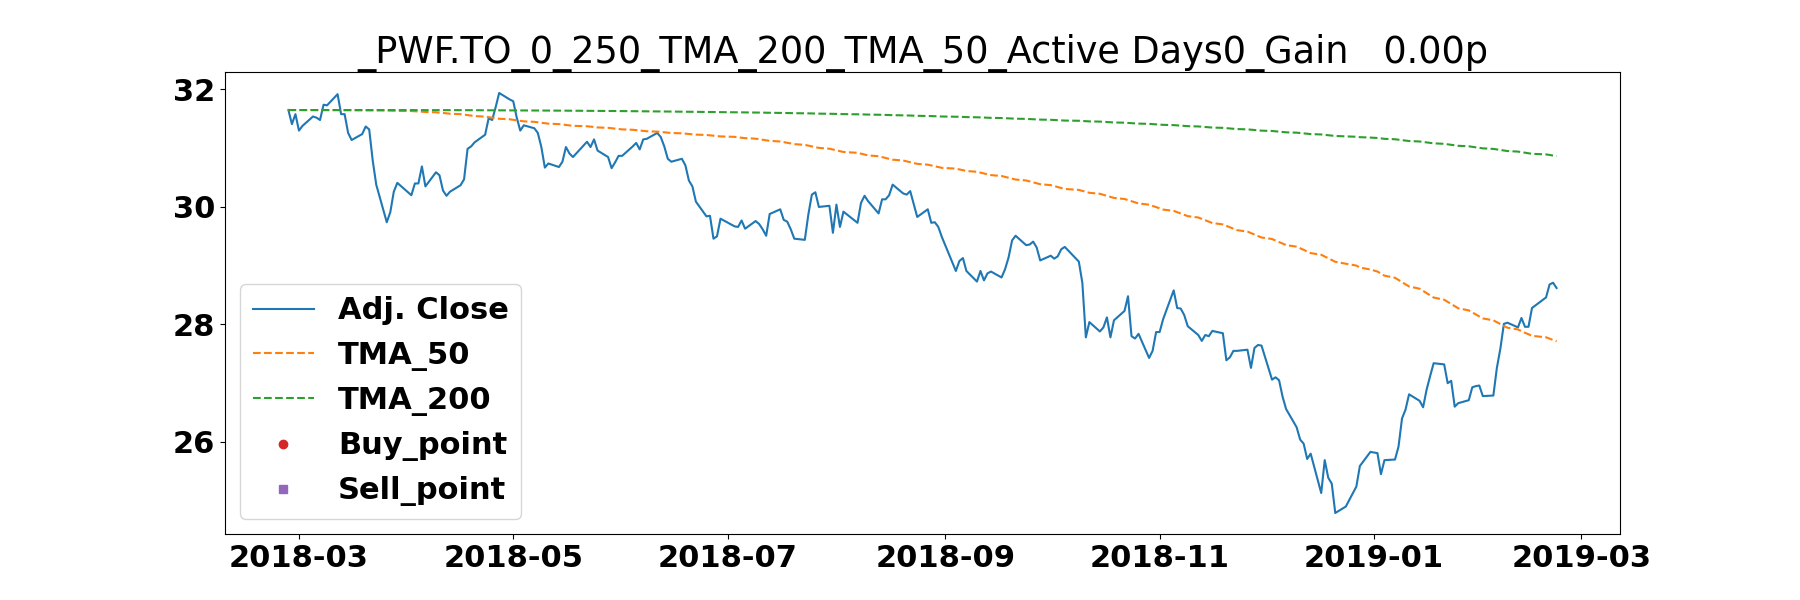 _PWF.TO_0_250_TMA_200_TMA_50_Active Days0_Gain   0.00p
32
30
28
26
Adj. Close
TMA_50
TMA_200
Buy_point
Sell_point
2018-03 2018-05 2018-07 2018-09 2018-11 2019-01 2019-03